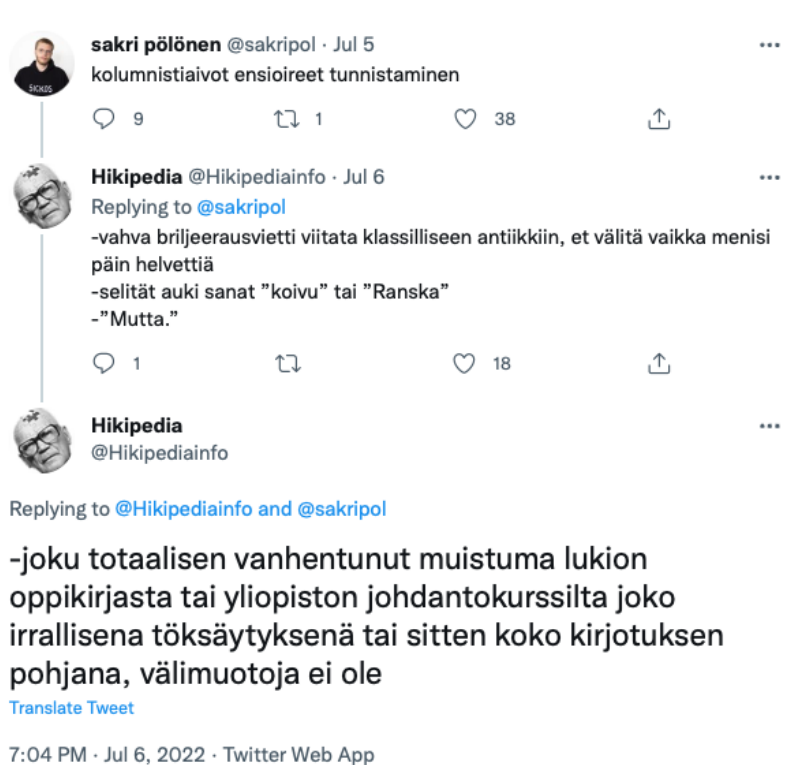 sakri pölönen @sakripol · Jul 5
kolumnistiaivot ensioireet tunnistaminen
9 1 38
SICKOS
Hikipedia @Hikipediainfo · Jul 6
Replying to @sakripol
-vahva briljeerausvietti viitata klassilliseen antiikkiin, et välitä vaikka menisi
päin helvettiä
-selität auki sanat ”koivu” tai ”Ranska”
-”Mutta.”
1 18
Hikipedia
@Hikipediainfo
Replying to @Hikipediainfo and @sakripol
-joku totaalisen vanhentunut muistuma lukion
oppikirjasta tai yliopiston johdantokurssilta joko
irrallisena töksäytyksenä tai sitten koko kirjotuksen
pohjana, välimuotoja ei ole
Translate Tweet
7:04 PM · Jul 6, 2022 · Twitter Web App